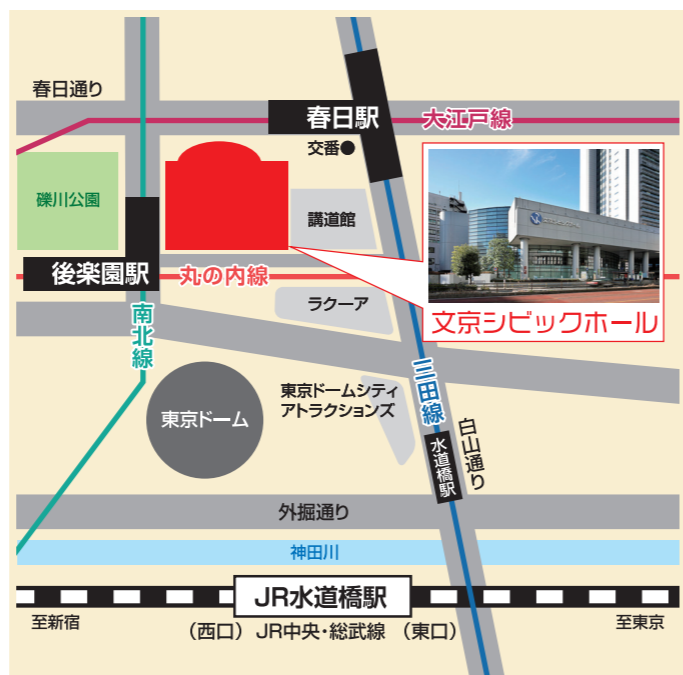 春日通り
春日駅
大江戸線
交番●
礫川公園
講道館
後楽園駅
丸の内線
文京シビックホール
ラクーア
南北線
東京ドーム
東京ドームシティ
アトラクションズ
三田線
水道橋駅
白山通り
外掘通り
神田川
JR水道橋駅
至新宿
(西口) JR中央・総武線 (東口)
至東京